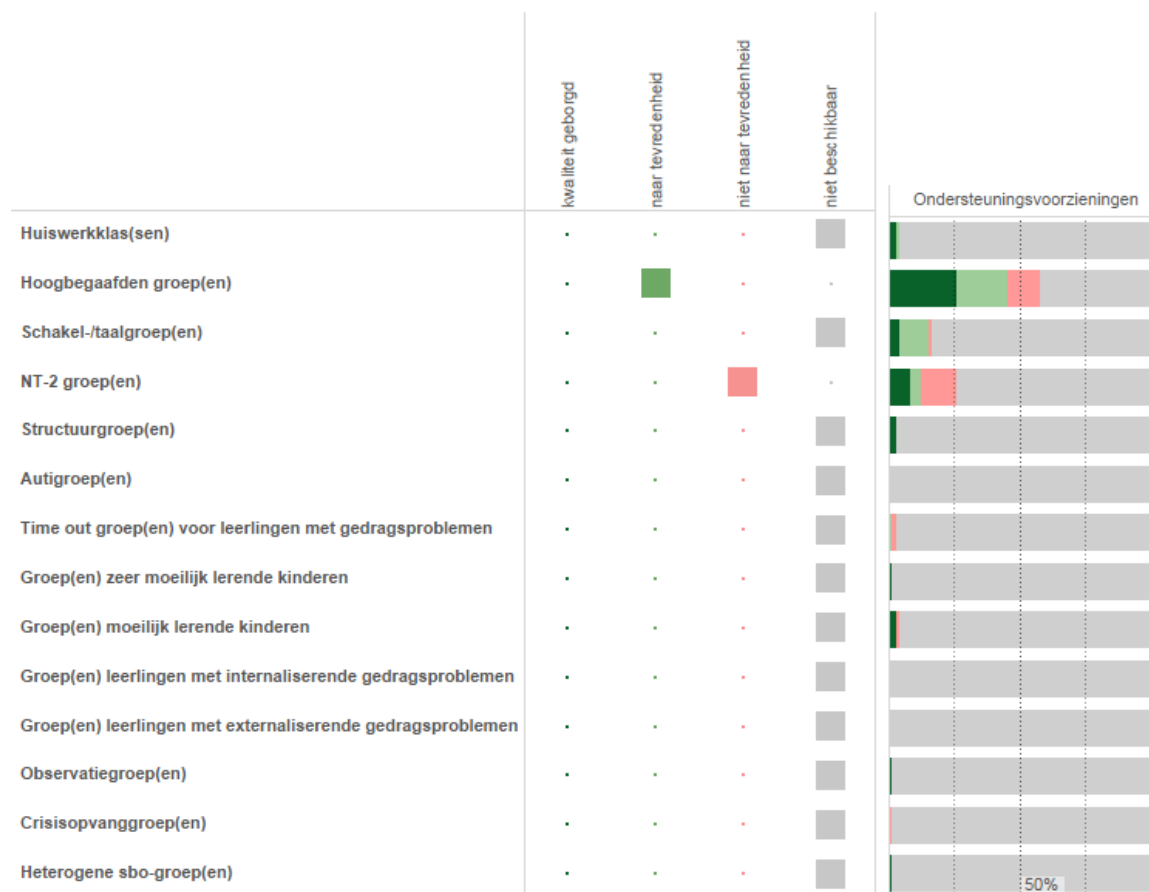 kwaliteit geborgd
naar tevredenheid
niet naar tevredenheid
niet beschikbaar
Ondersteuningsvoorzieningen
Huiswerkklas(sen)
Hoogbegaafden groep(en)
Schakel-/taalgroep(en)
NT-2 groep(en)
Structuurgroep(en)
Autigroep(en)
Time out groep(en) voor leerlingen met gedragsproblemen
Groep(en) zeer moeilijk lerende kinderen
Groep(en) moeilijk lerende kinderen
Groep(en) leerlingen met internaliserende gedragsproblemen
Groep(en) leerlingen met externaliserende gedragsproblemen
Observatiegroep(en)
Crisisopvanggroep(en)
Heterogene sbo-groep(en)
50%